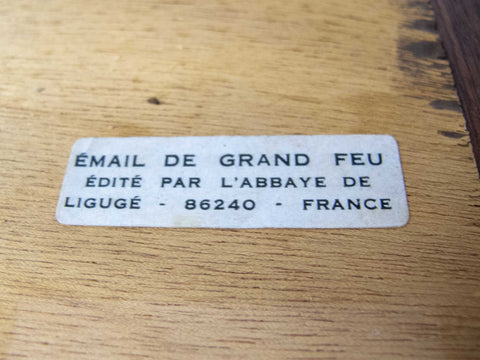 ÉMAIL DE GRAND FEU
ÉDITÉ PAR L'ABBAYE DE
LIGUGÉ - 86240 - FRANCE